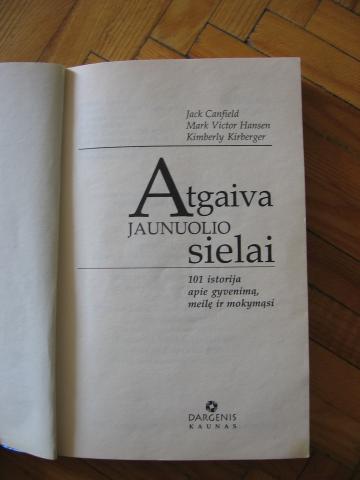 Jack Canfield
Mark Victor Hansen
Kimberly Kirberger
Atgaiva
JAUNUOLIO
sielai
101 istorija
apie gyvenimą,
meilę ir mokymąsi
DARGENIS
KAUNAS